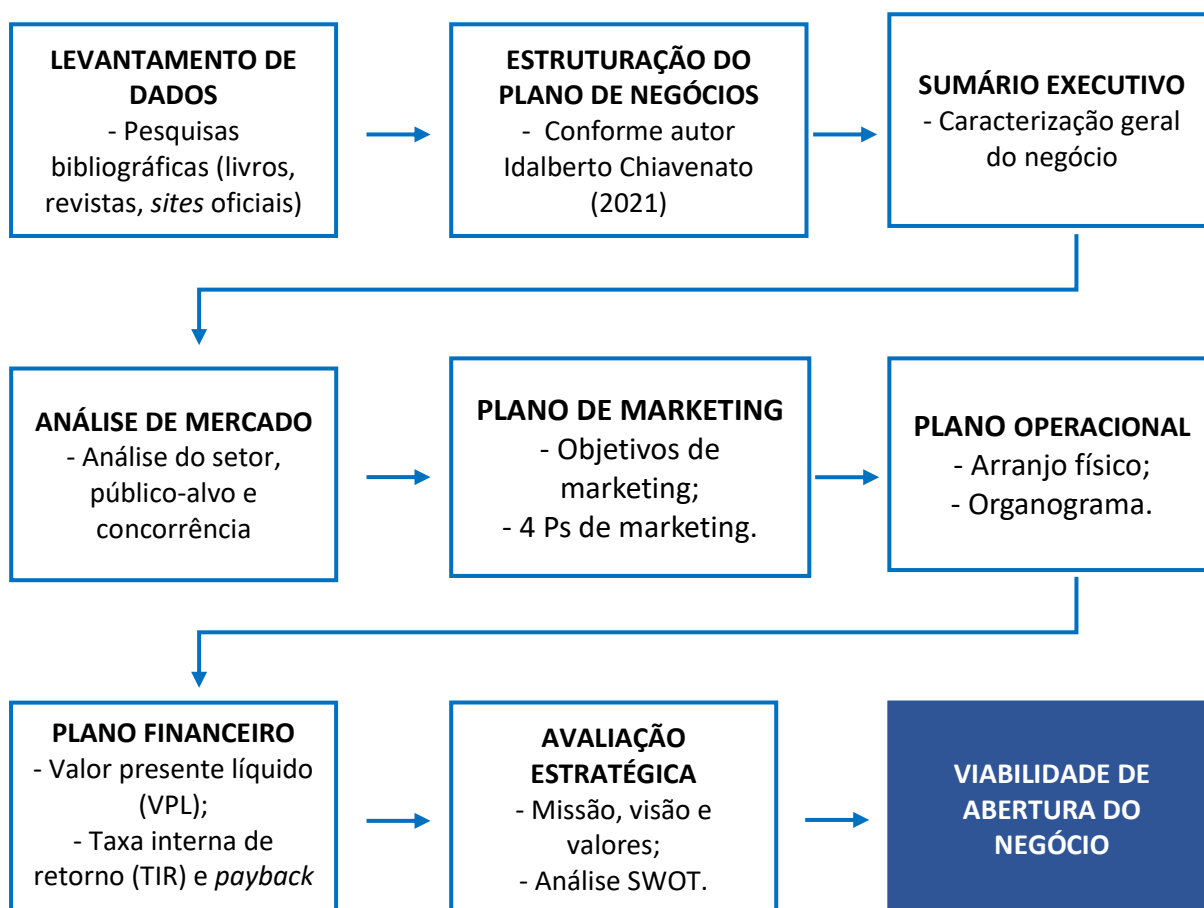 LEVANTAMENTO DE
DADOS
- Pesquisas
bibliográficas (livros,
revistas, sites oficiais)
ESTRUTURAÇÃO DO
PLANO DE NEGÓCIOS
- Conforme autor
Idalberto Chiavenato
(2021)
SUMÁRIO EXECUTIVO
- Caracterização geral
do negócio
ANÁLISE DE MERCADO
- Análise do setor,
público-alvo e
concorrência
PLANO DE MARKETING
- Objetivos de
marketing;
- 4 Ps de marketing.
PLANO OPERACIONAL
- Arranjo físico;
- Organograma.
PLANO FINANCEIRO
- Valor presente líquido
(VPL);
- Taxa interna de
retorno (TIR) e payback
AVALIAÇÃO
ESTRATÉGICA
- Missão, visão e
valores;
- Análise SWOT.
VIABILIDADE DE
ABERTURA DO
NEGÓCIO